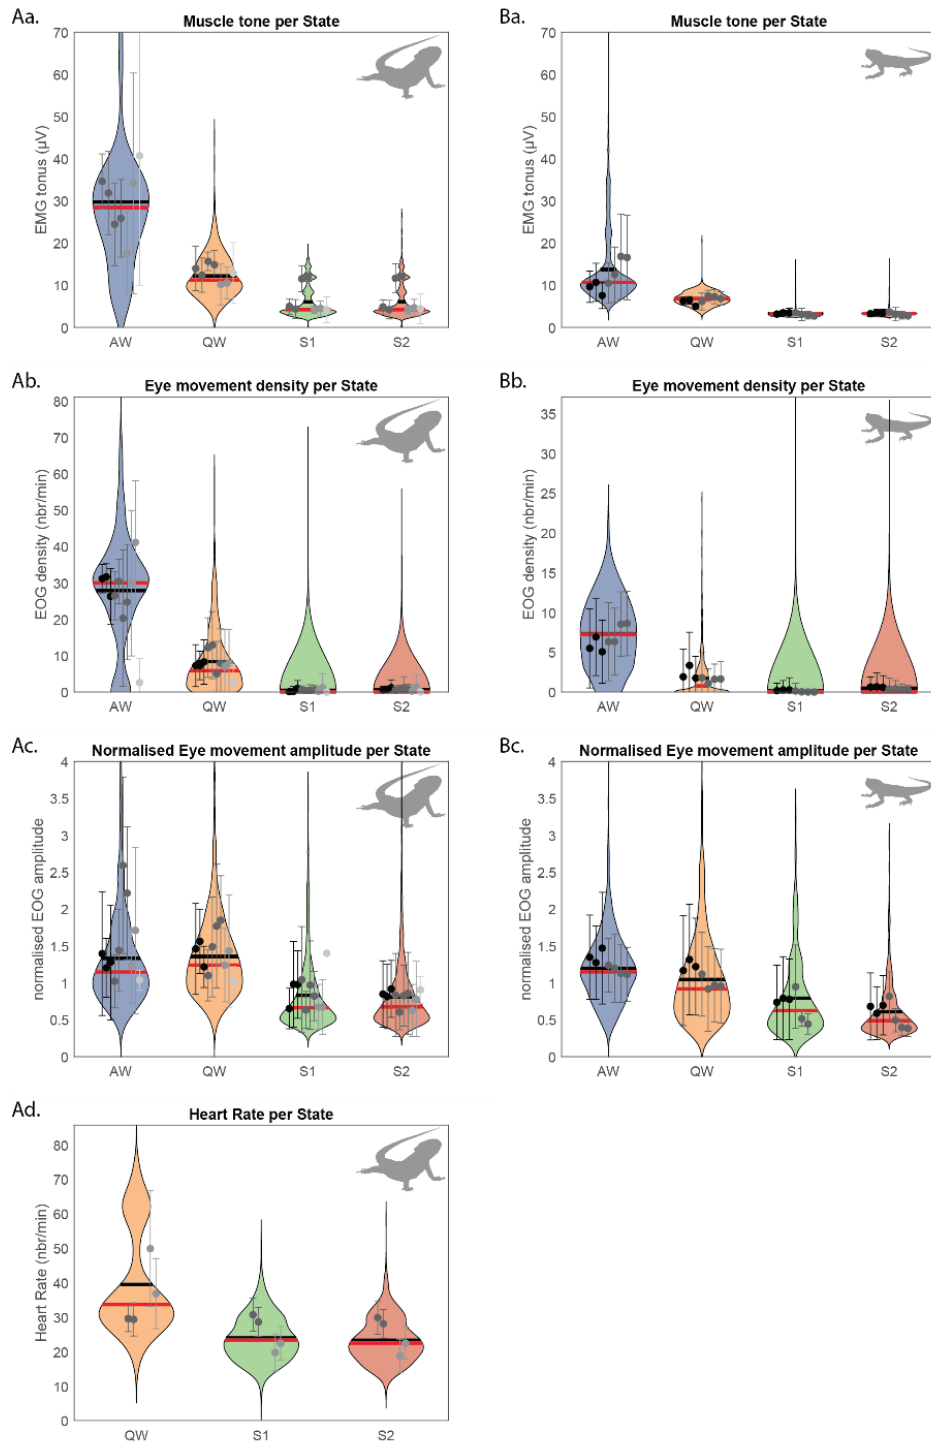 Aa.
Muscle tone per State
70
60
50
40
30
20
10
0
EMG tonus (µV)
AW QW S1 S2
Ba.
Muscle tone per State
70
60
50
40
30
20
10
0
EMG tonus (µV)
AW QW S1 S2
Ab.
Eye movement density per State
80
70
60
50
40
30
20
10
0
EOG density (nbr/min)
AW QW S1 S2
Bb.
Eye movement density per State
35
30
25
20
15
10
5
0
EOG density (nbr/min)
AW QW S1 S2
Ac.
Normalised Eye movement amplitude per State
4
3.5
3
2.5
2
1.5
1
0.5
0
normalised EOG amplitude
AW QW S1 S2
Bc.
Normalised Eye movement amplitude per State
4
3.5
3
2.5
2
1.5
1
0.5
0
normalised EOG amplitude
AW QW S1 S2
Ad.
Heart Rate per State
80
70
60
50
40
30
20
10
0
Heart Rate (nbr/min)
QW S1 S2